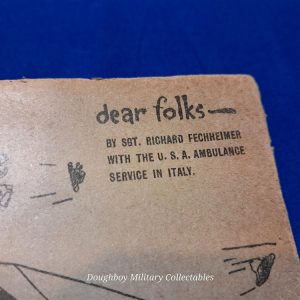 dear folks—
BY SGT. RICHARD FECHHEIMER
WITH THE U. S. A. AMBULANCE
SERVICE IN ITALY.
Doughboy Military Collectables